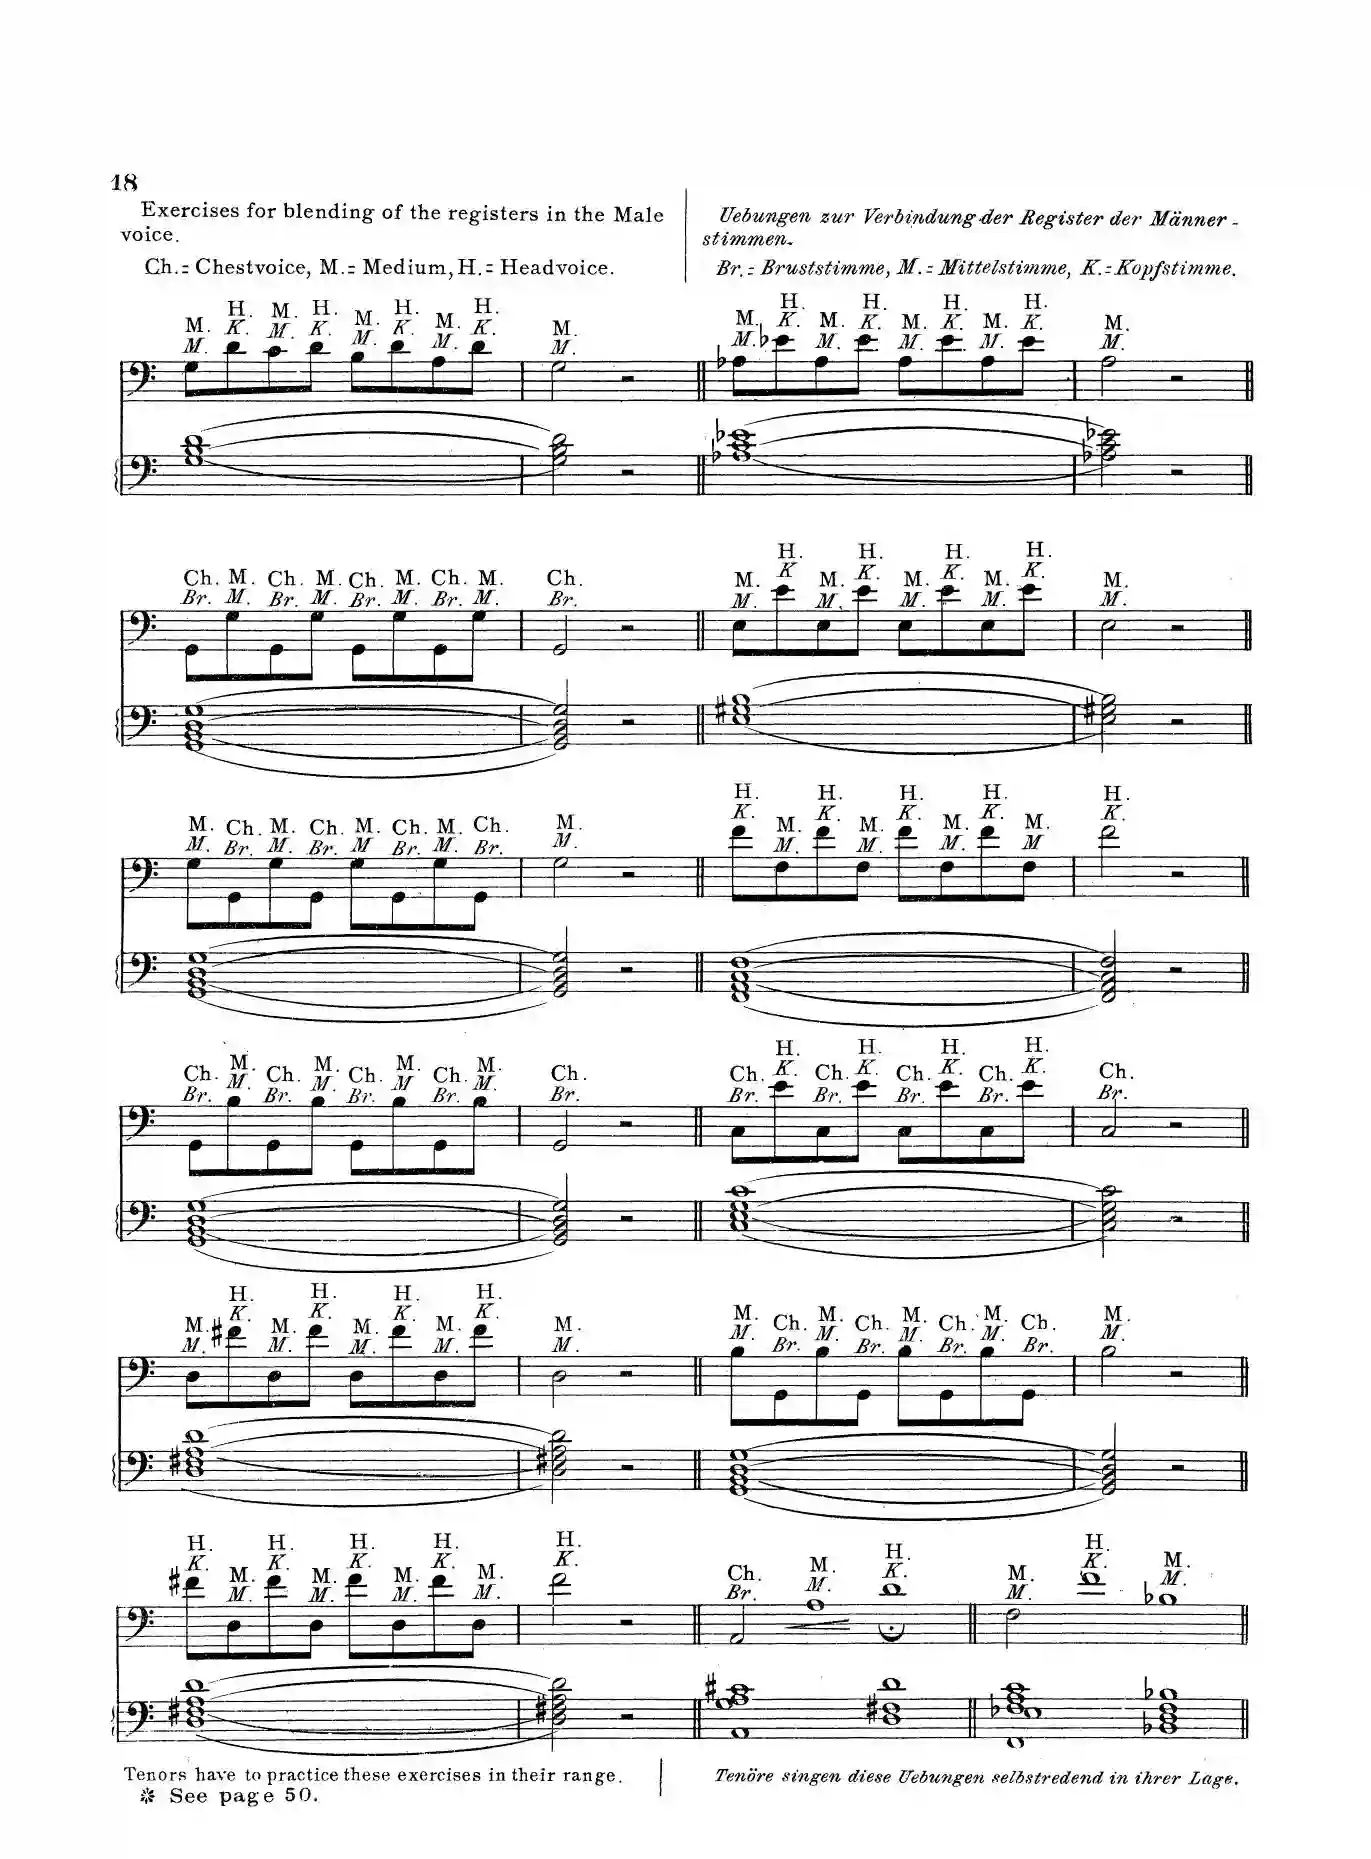 18
Exercises for blending of the registers in the Male
voice.
Ch.= Chestvoice, M.= Medium, H.= Headvoice.
Uebungen zur Verbindung der Register der Männer-
stimmen.
Br.= Bruststimme, M.= Mittelstimme, K.=Kopfstimme.
M. H. M. H. M. H. M. H. M.
M. K. M. K. M. K. M. K. M.
M. H. M. H. M. H. M. H. M.
M. K. M. K. M. K. M. K. M.
Ch. M. Ch. M. Ch. M. Ch. M. Ch.
Br. M. Br. M. Br. M. Br. M. Br.
M. H. M. H. M. H. M. H. M.
M. K M. K. M. K. M. K. M.
M. Ch. M. Ch. M. Ch. M. Ch. M.
M. Br. M. Br. M Br. M. Br. M.
H. M. H. M. H. M. H. M. H.
K. M. K. M. K. M. K. M K.
Ch. M. Ch. M. Ch. M. Ch. M. Ch.
Br. M. Br. M. Br. M. Br. M. Br.
Ch. H. Ch. H. Ch. H. Ch. H. Ch.
Br. K. Br. K. Br. K. Br. K. Br.
M. H. M. H. M. H. M. H. M.
M. K. M. K. M. K. M. K. M.
M. Ch. M. Ch. M. Ch. M. Ch. M.
M. Br. M. Br. M. Br. M. Br. M.
H. M. H. M. H. M. H. M. H.
K. M. K. M. K. M. K. M. K.
Ch. M. H. M. H. M.
Br. M. K. M. K. M.
Tenors have to practice these exercises in their range.
※ See page 50.
Tenöre singen diese Uebungen selbstredend in ihrer Lage.